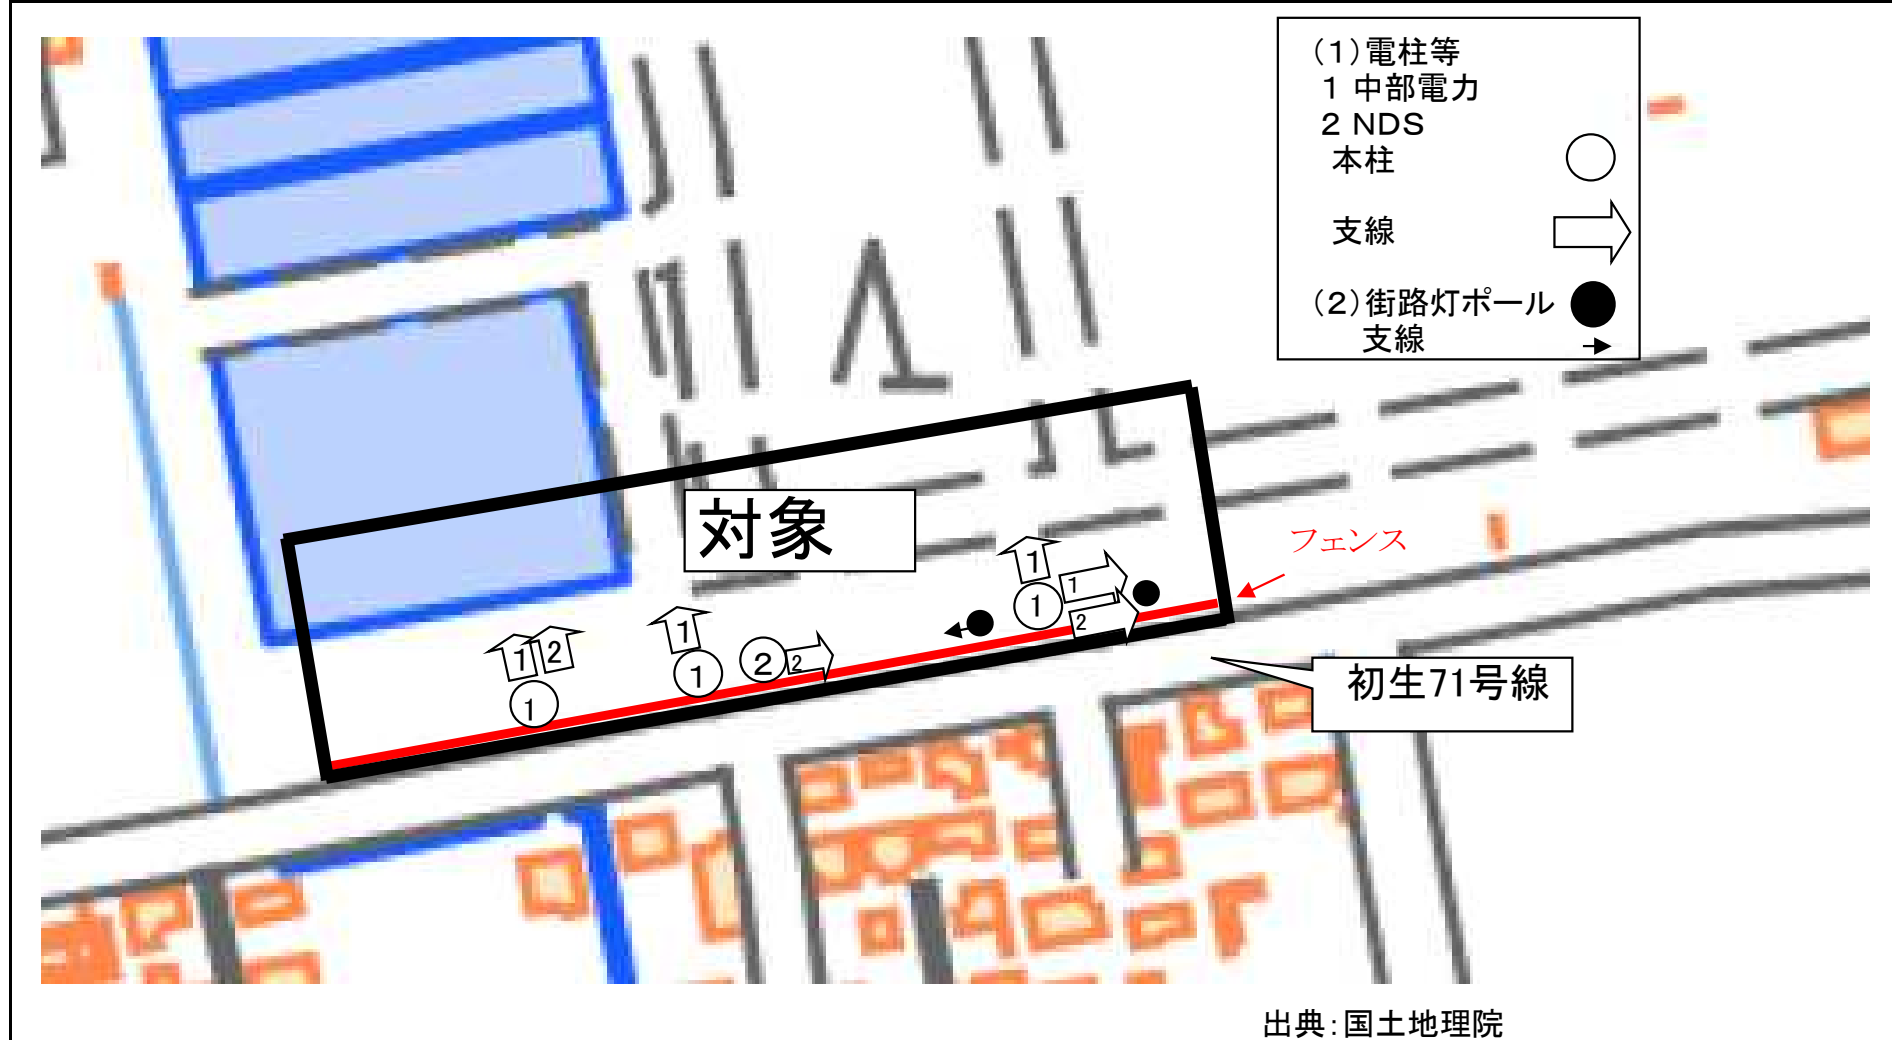 (1)電柱等
1 中部電力
2 NDS
本柱
支線
(2)街路灯ポール
支線
対象
フェンス
1
1
2
1
2
1
1
1
2
2
1
初生71号線
出典:国土地理院